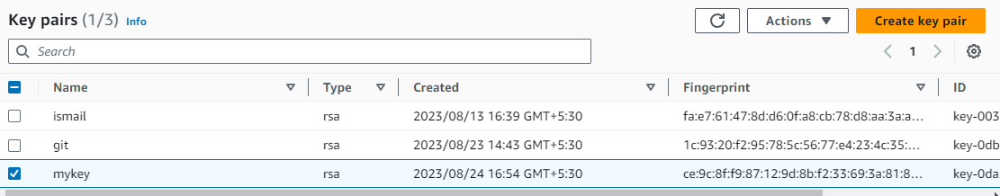 Key pairs (1/3) Info Actions Create key pair
Search 1
Name Type Created Fingerprint ID
ismail rsa 2023/08/13 16:39 GMT+5:30 fa:e7:61:47:8d:d6:0f:a8:cb:78:d8:aa:3a:a... key-003
git rsa 2023/08/23 14:43 GMT+5:30 1c:93:20:f2:95:78:5c:56:77:e4:23:4c:35:... key-0db
mykey rsa 2023/08/24 16:54 GMT+5:30 ce:9c:8f:f9:87:12:9d:8b:f2:33:69:3a:81:8... key-0da